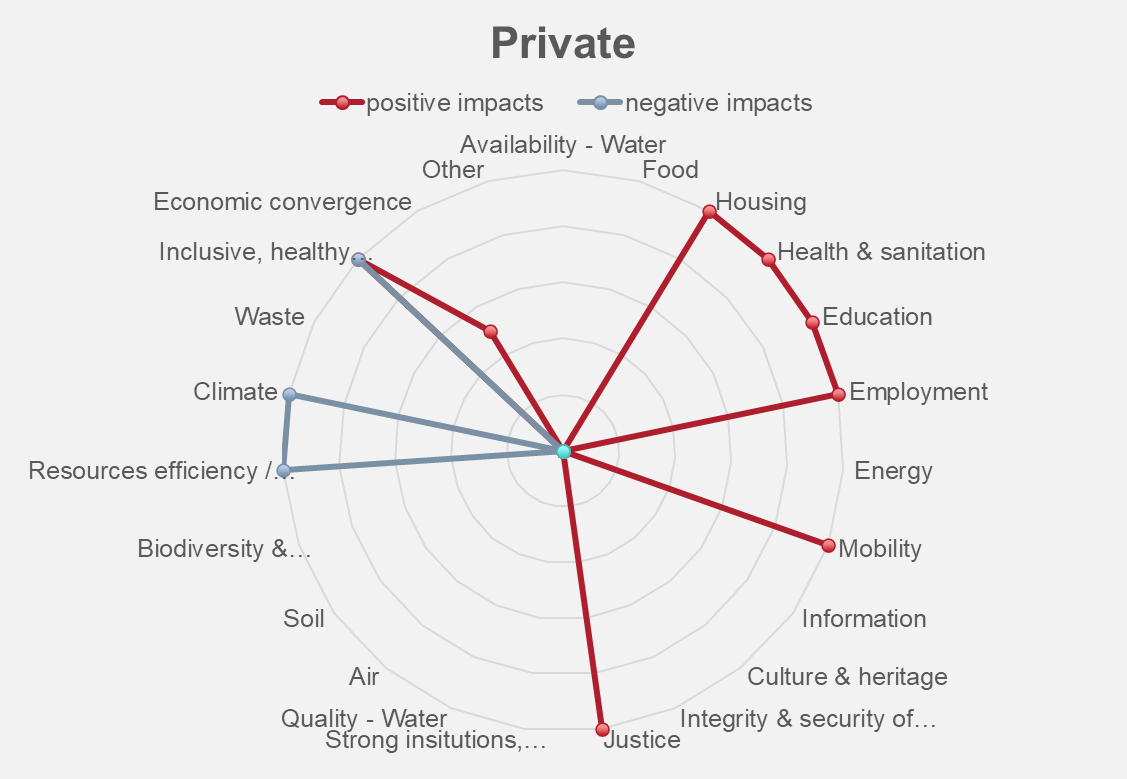 Private
positive impacts
negative impacts
Availability - Water
Food
Housing
Health & sanitation
Education
Employment
Energy
Mobility
Information
Culture & heritage
Integrity & security of…
Justice
Strong insitutions,…
Quality - Water
Air
Soil
Biodiversity &…
Resources efficiency /…
Climate
Waste
Inclusive, healthy…
Economic convergence
Other